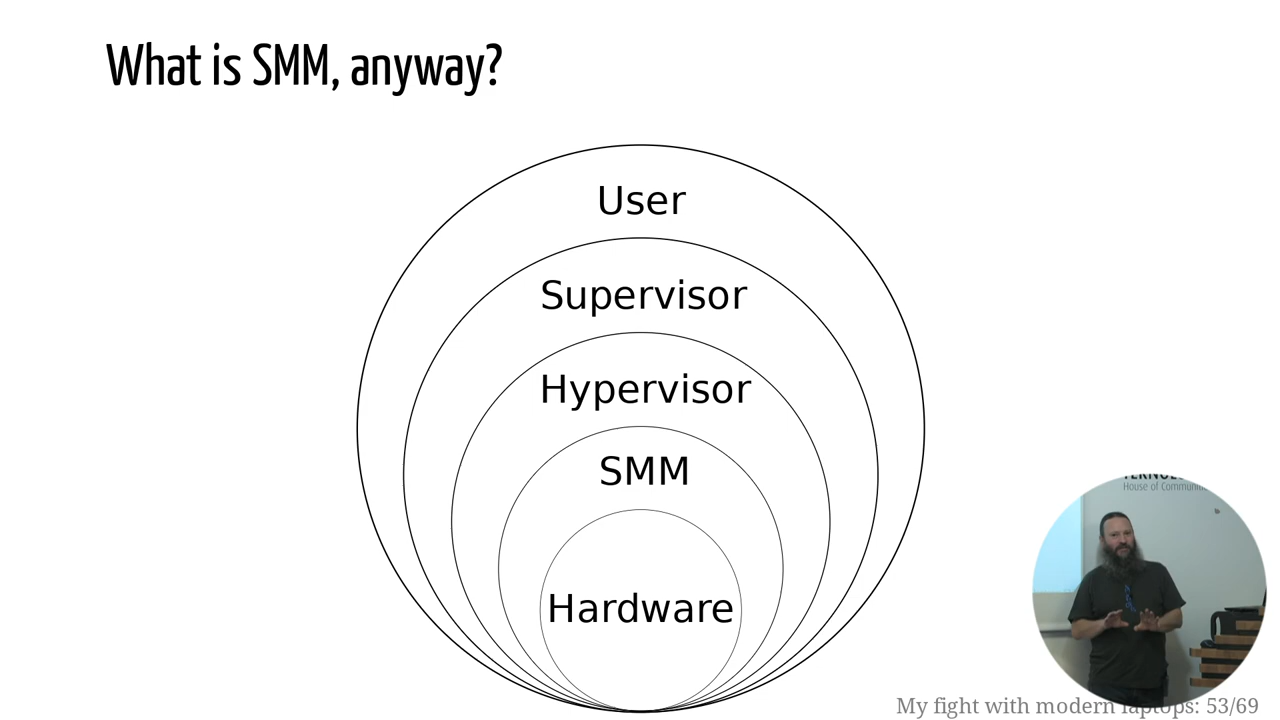 What is SMM, anyway?
User
Supervisor
Hypervisor
SMM
Hardware
House of Communi
My fight with modern laptops: 53/69